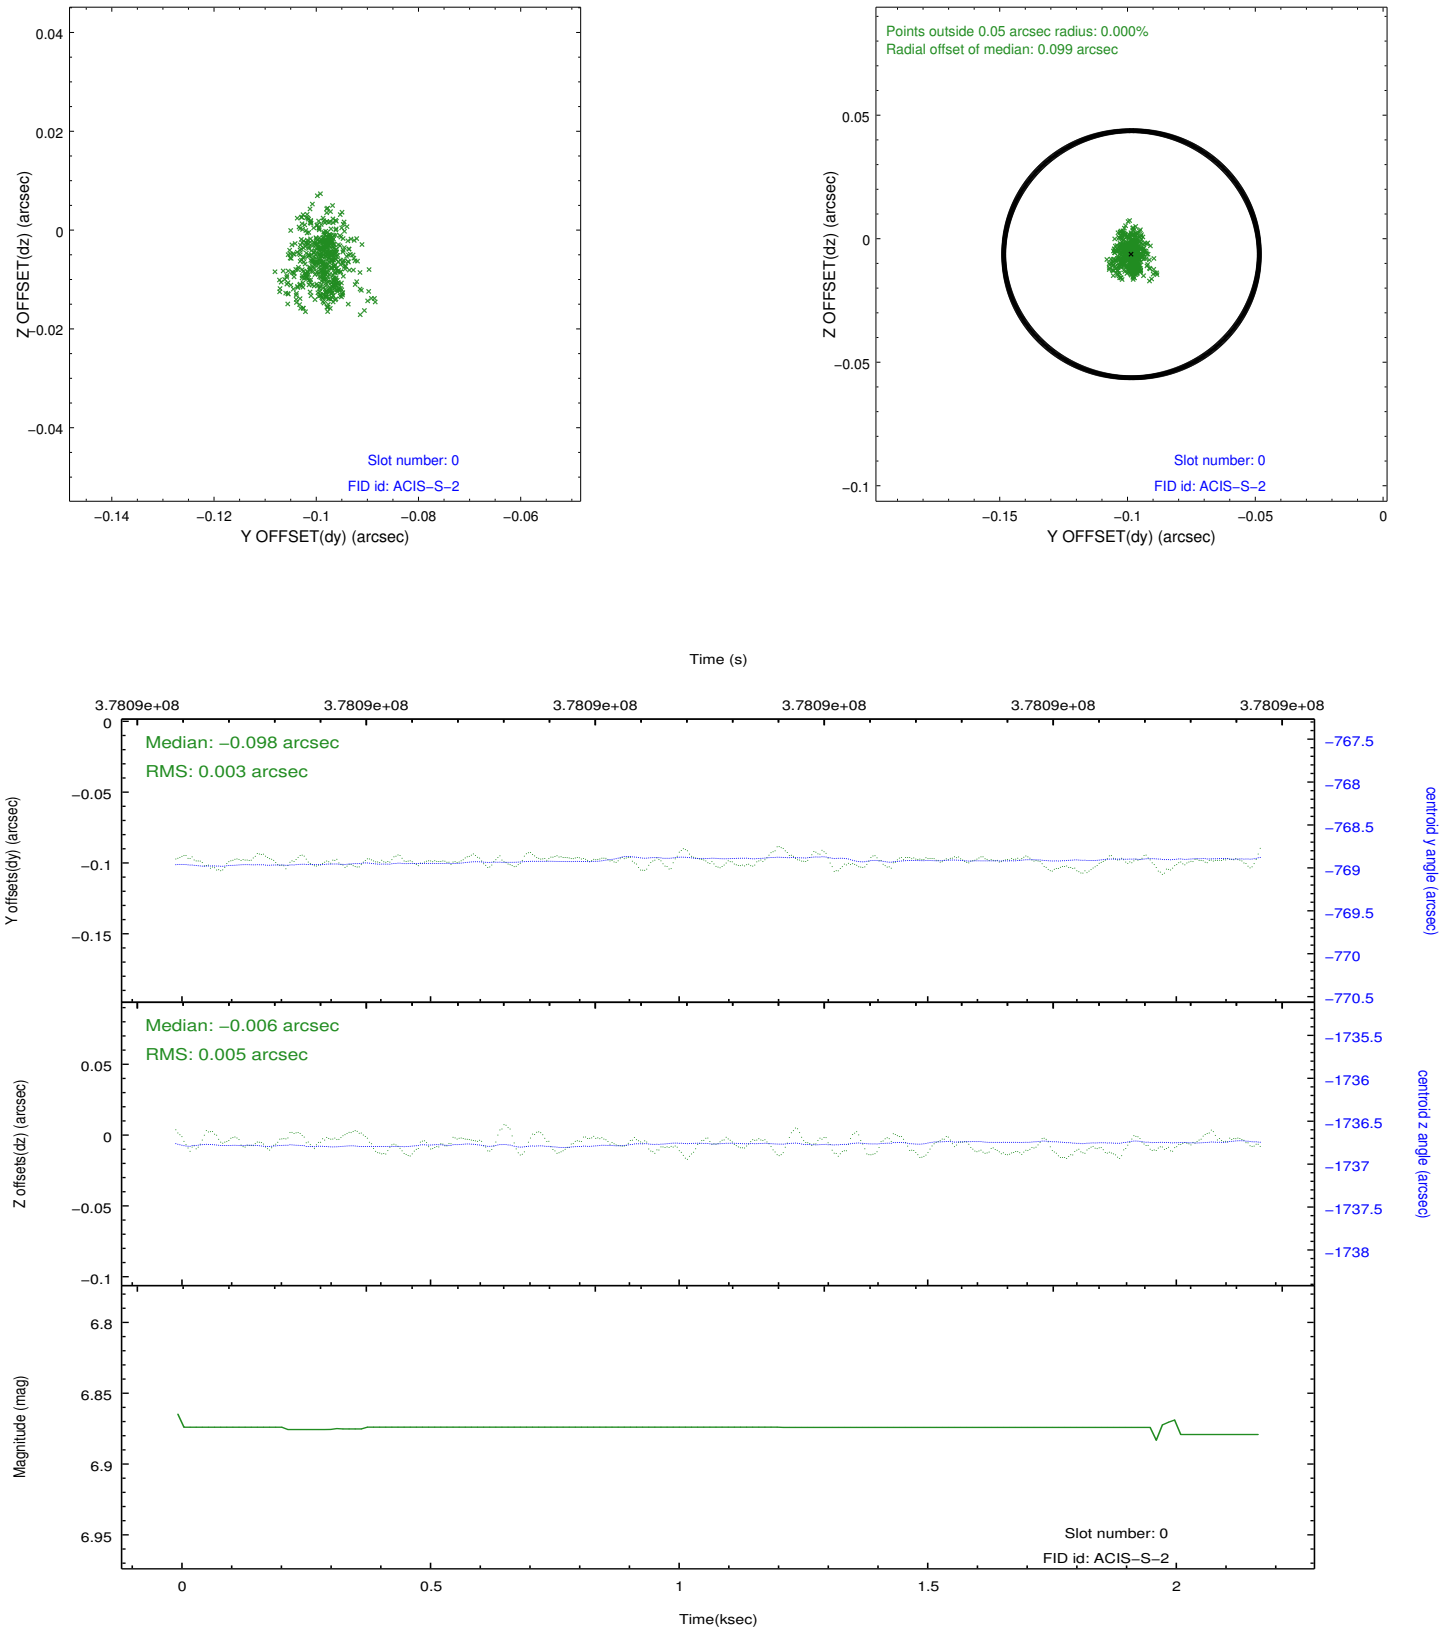 0.04
0.02
0
−0.02
−0.04
Z OFFSET(dz) (arcsec)
Slot number: 0
FID id: ACIS−S−2
−0.14 −0.12 −0.1 −0.08 −0.06
Y OFFSET(dy) (arcsec)
Points outside 0.05 arcsec radius: 0.000%
Radial offset of median: 0.099 arcsec
0.05
0
−0.05
−0.1
Z OFFSET(dz) (arcsec)
Slot number: 0
FID id: ACIS−S−2
−0.15 −0.1 −0.05 0
Y OFFSET(dy) (arcsec)
Time (s)
3.7809e+08 3.7809e+08 3.7809e+08 3.7809e+08 3.7809e+08 3.7809e+08
Median: −0.098 arcsec
RMS: 0.003 arcsec
0
−0.05
−0.1
−0.15
Y offsets(dy) (arcsec)
−767.5
−768
−768.5
−769
−769.5
−770
−770.5
centroid y angle (arcsec)
Median: −0.006 arcsec
RMS: 0.005 arcsec
0.05
0
−0.05
−0.1
Z offsets(dz) (arcsec)
−1735.5
−1736
−1736.5
−1737
−1737.5
−1738
centroid z angle (arcsec)
6.8
6.85
6.9
6.95
Magnitude (mag)
Slot number: 0
FID id: ACIS−S−2
0 0.5 1 1.5 2
Time(ksec)